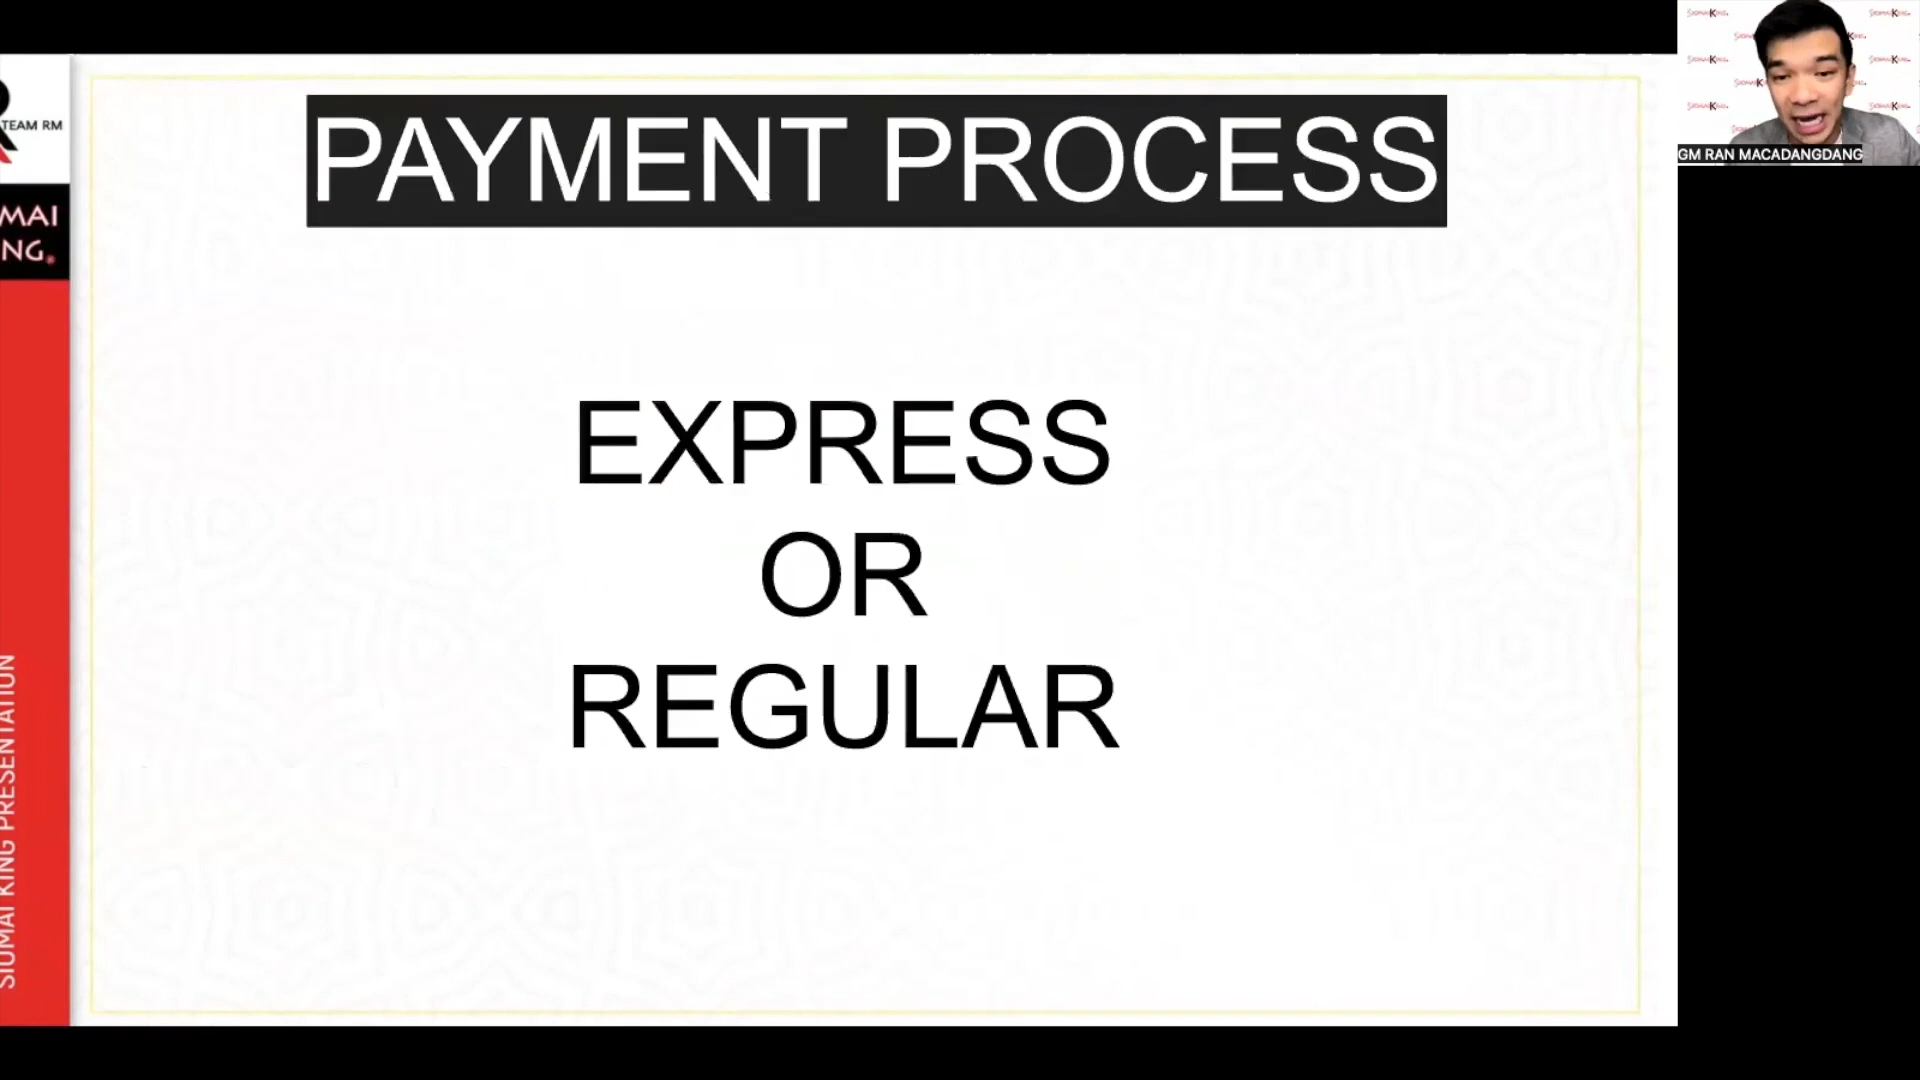 PAYMENT PROCESS
EXPRESS
OR
REGULAR
TEAM RM
MAI
NG
SIOMAI KING PRESENTATION
GM RAN MACADANGDANG